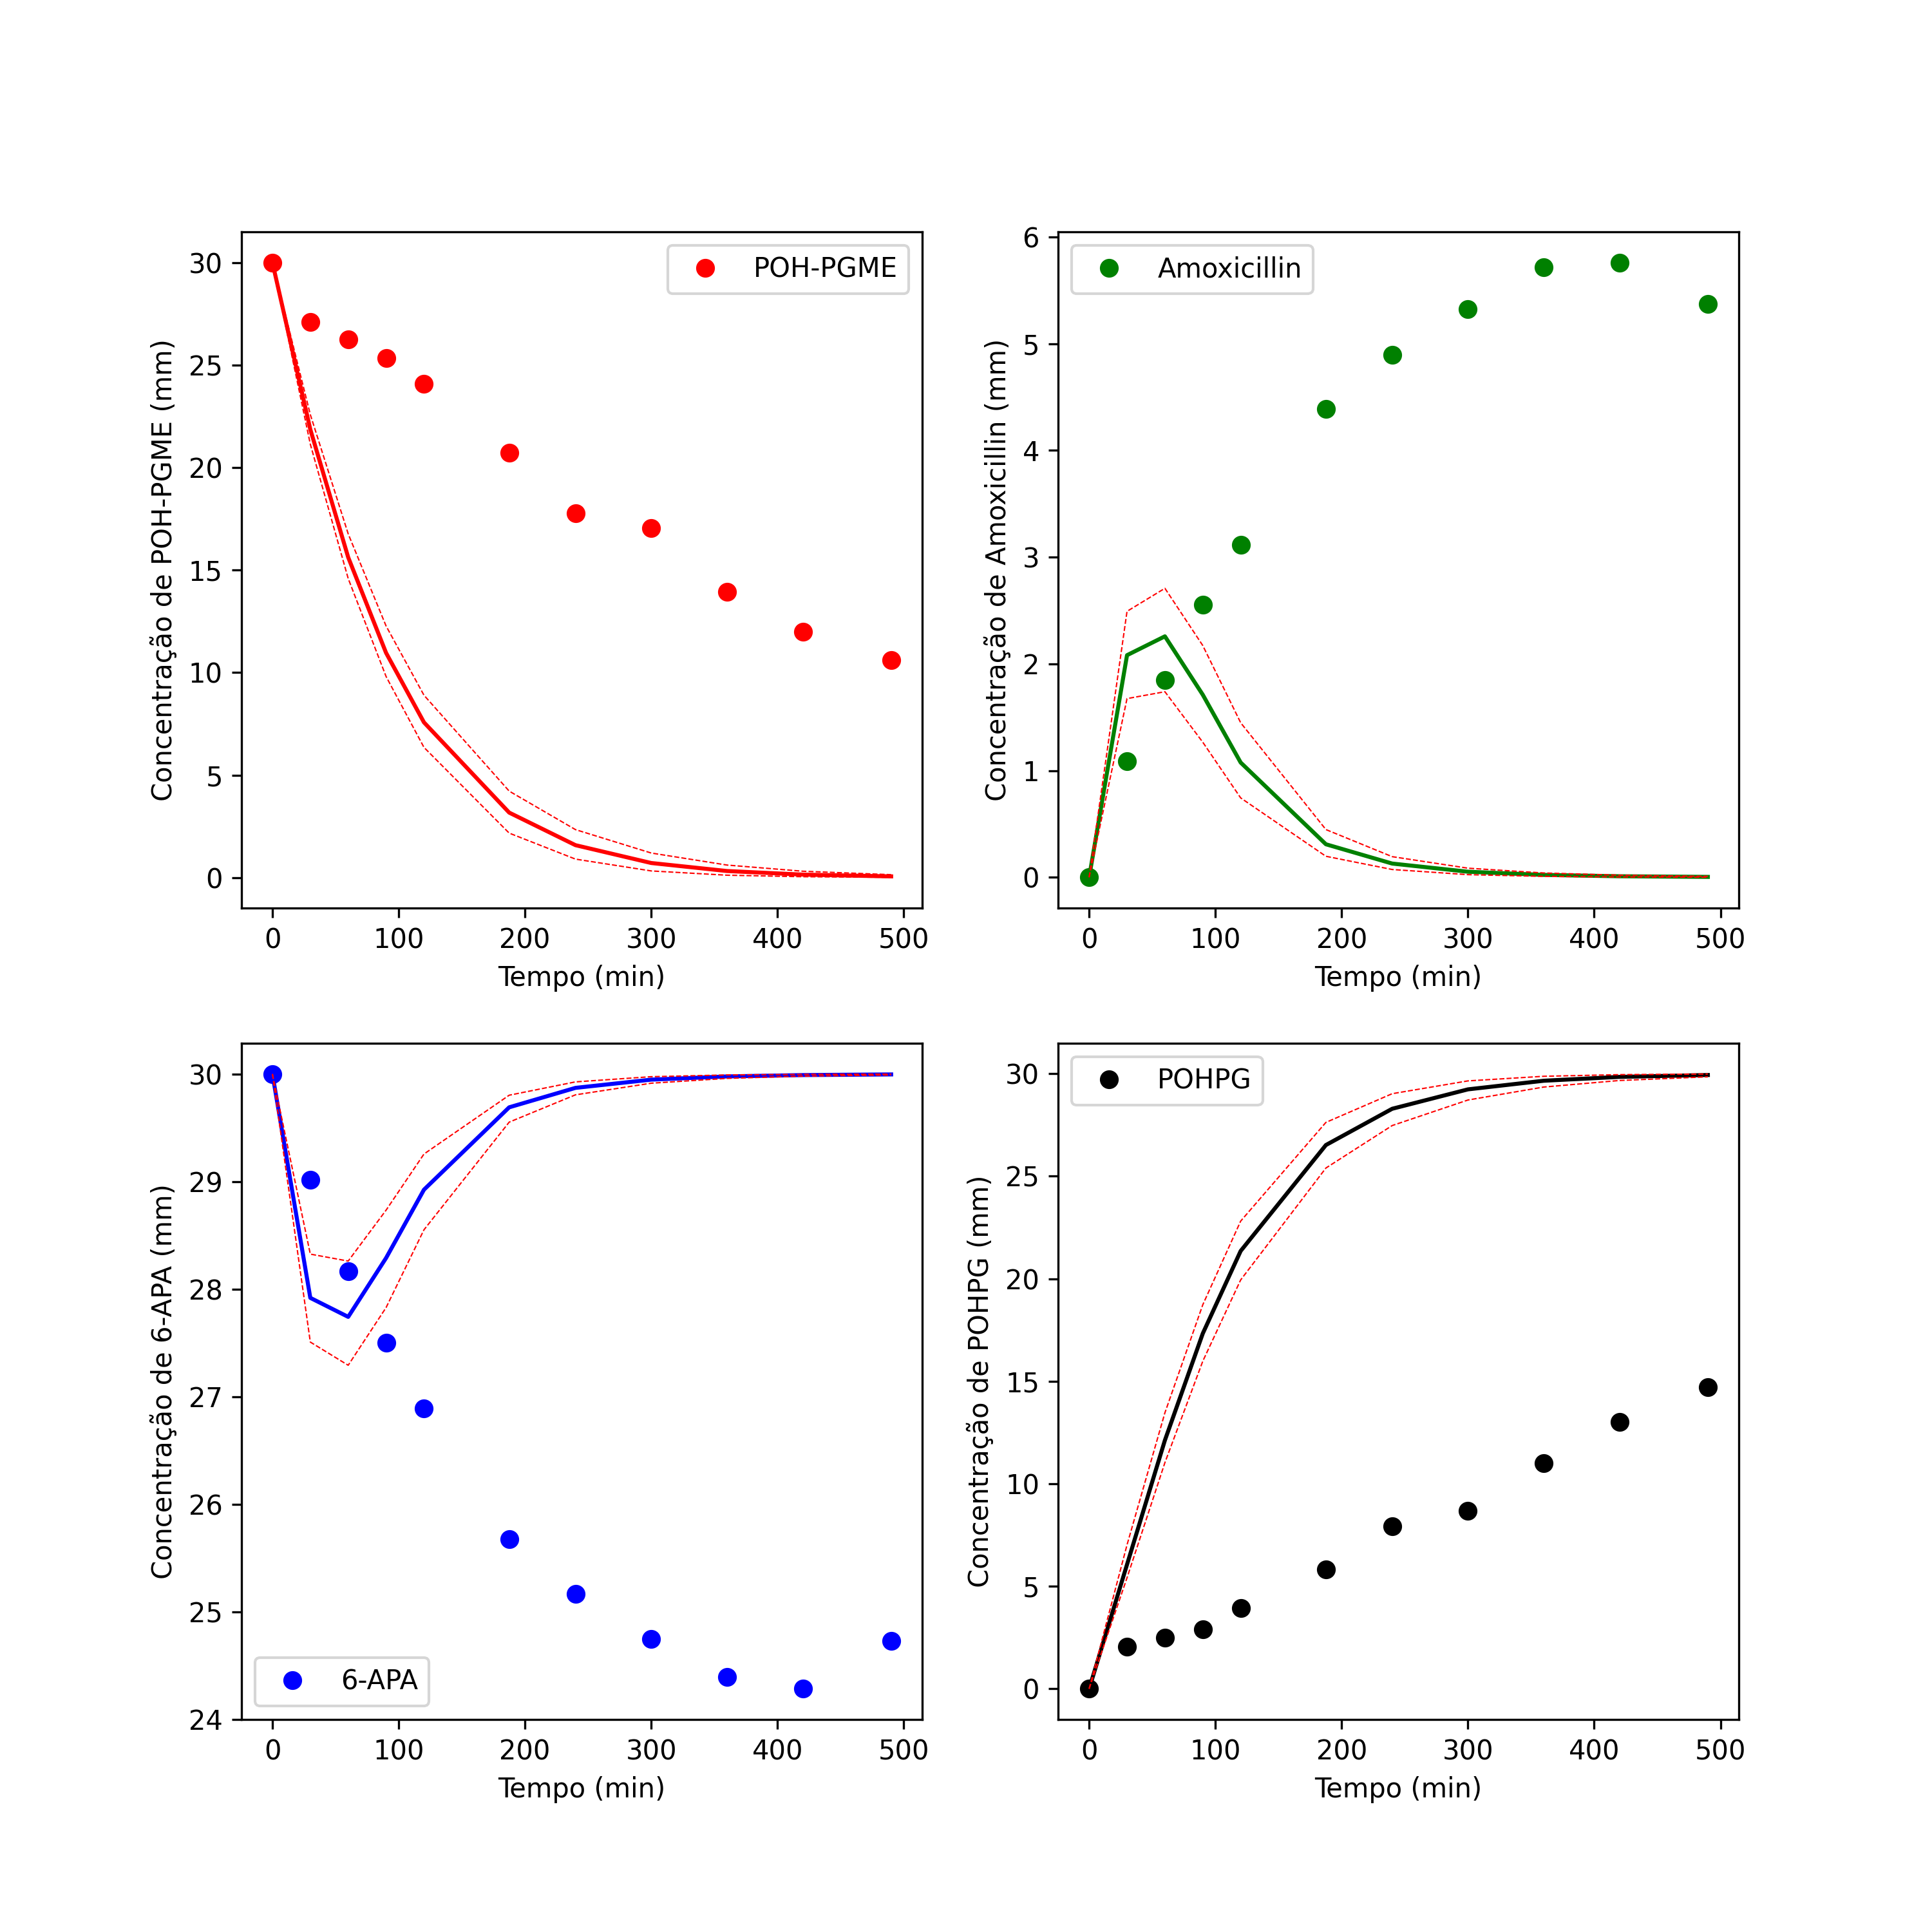 POH-PGME
Concentração de POH-PGME (mm)
30
25
20
15
10
5
0
0 100 200 300 400 500
Tempo (min)
Amoxicillin
Concentração de Amoxicillin (mm)
6
5
4
3
2
1
0
0 100 200 300 400 500
Tempo (min)
Concentração de 6-APA (mm)
30
29
28
27
26
25
24
6-APA
0 100 200 300 400 500
Tempo (min)
POHPG
Concentração de POHPG (mm)
30
25
20
15
10
5
0
0 100 200 300 400 500
Tempo (min)